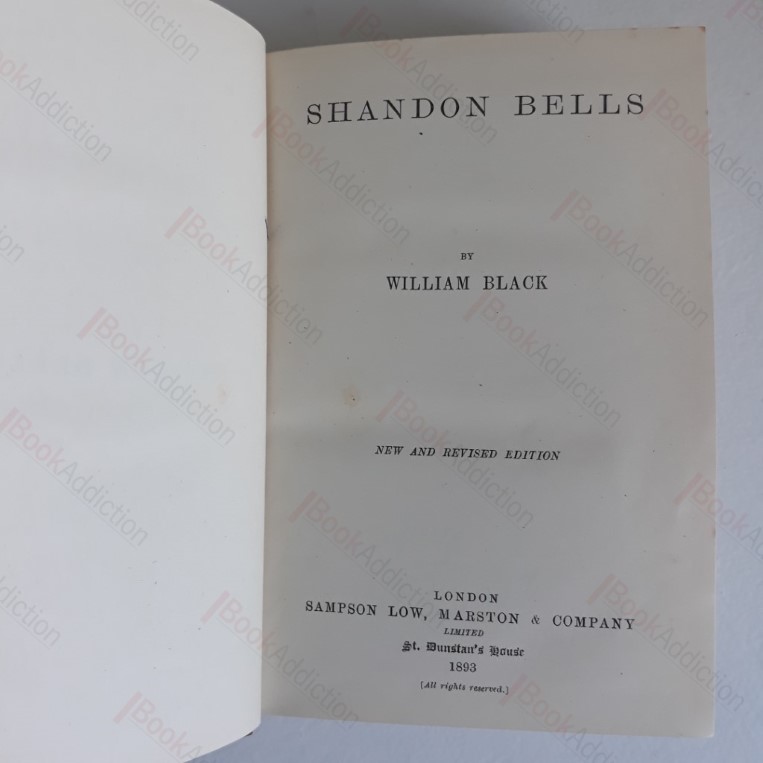 SHANDON BELLS
BY
WILLIAM BLACK
NEW AND REVISED EDITION
LONDON
SAMPSON LOW, MARSTON & COMPANY
LIMITED
St. Dunstan's House
1893
[All rights reserved.]
BookAddiction